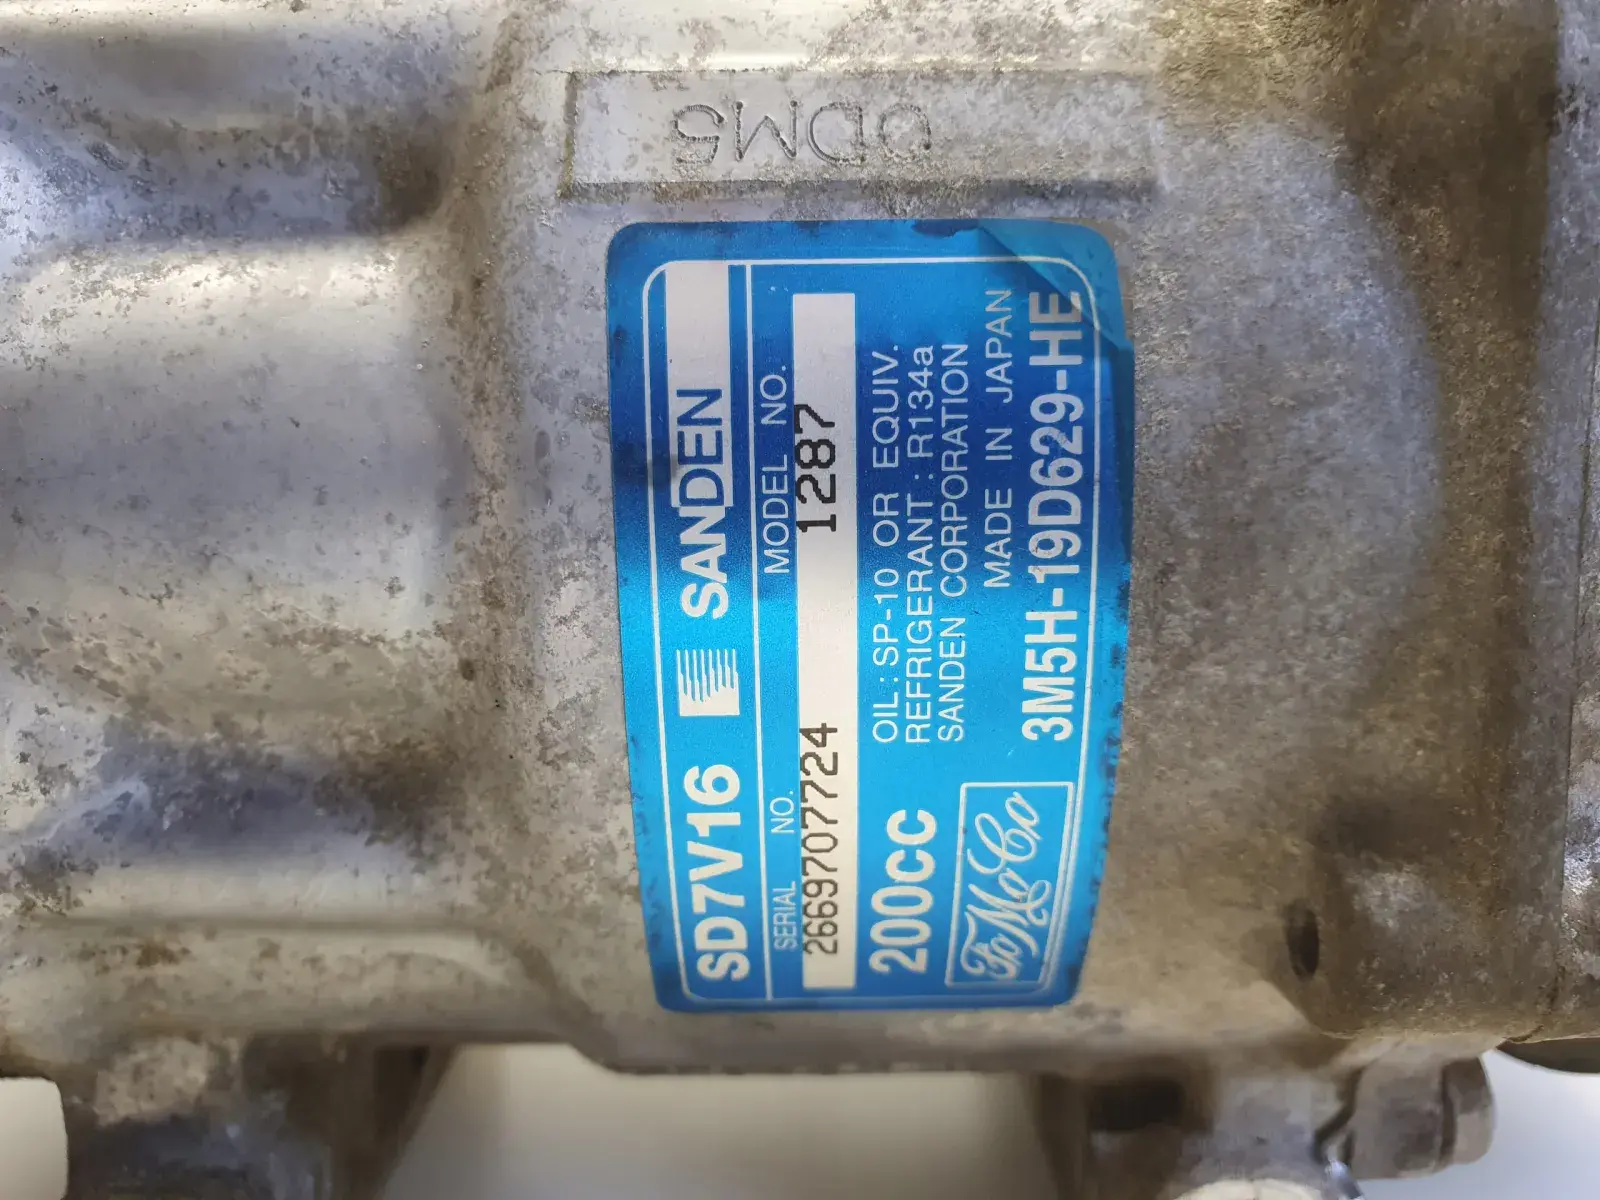 0DM5
SD7V16 SANDEN
SERIAL NO. MODEL NO.
2669707724 1287
200CC
OIL: SP-10 OR EQUIV.
REFRIGERANT: R134a
SANDEN CORPORATION
MADE IN JAPAN
FoMoCo
3M5H-19D629-HE